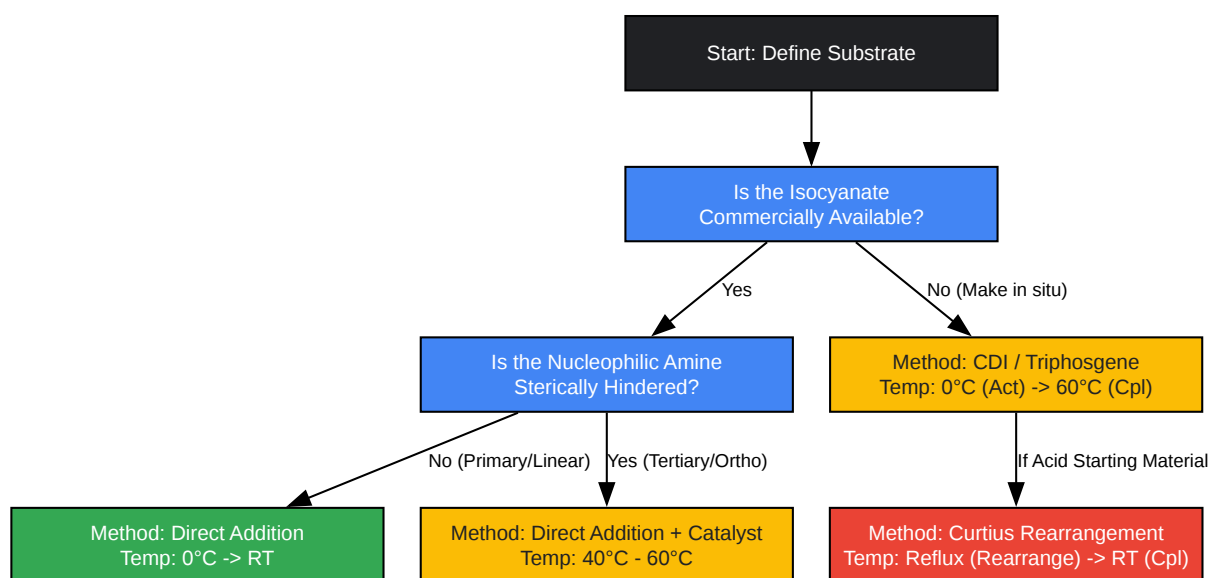 Start: Define Substrate
Is the Isocyanate
Commercially Available?
Yes
No (Make in situ)
Is the Nucleophilic Amine
Sterically Hindered?
Method: CDI / Triphosgene
Temp: 0°C (Act) -> 60°C (Cpl)
No (Primary/Linear)
Yes (Tertiary/Ortho)
If Acid Starting Material
Method: Direct Addition
Temp: 0°C -> RT
Method: Direct Addition + Catalyst
Temp: 40°C - 60°C
Method: Curtius Rearrangement
Temp: Reflux (Rearrange) -> RT (Cpl)